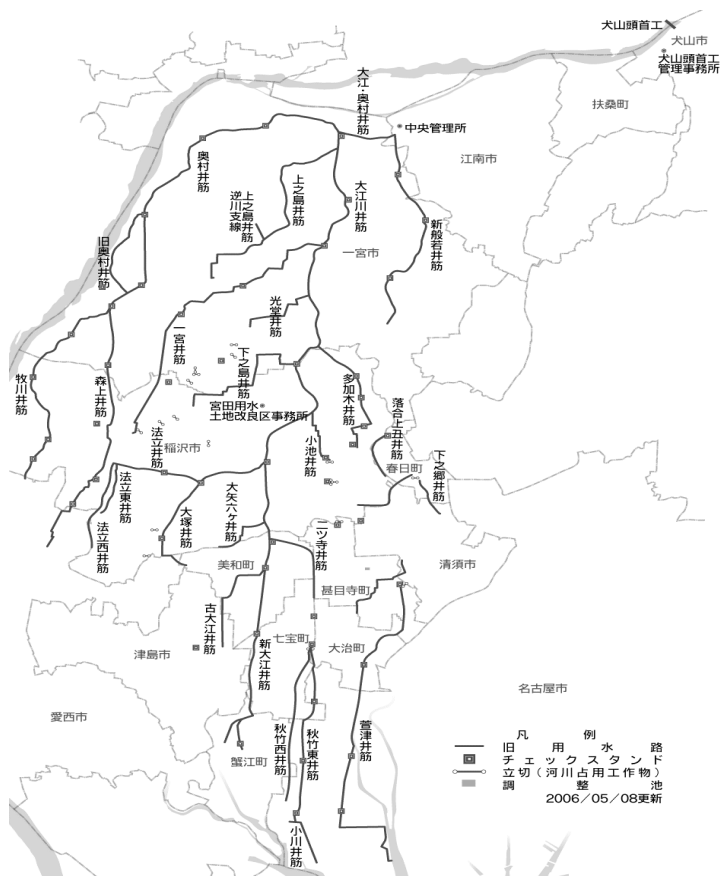 犬山頭首工
犬山市
犬山頭首工
管理事務所
扶桑町
大江・奥村井筋
中央管理所
江南市
奥村井筋
上之島井筋
逆川支線
上之島井筋
大江川井筋
新般若井筋
一宮市
旧奥村井筋
光堂井筋
一宮井筋
下之島井筋
牧川井筋
森上井筋
多加木井筋
宮田用水
土地改良区事務所
落合上丑井筋
法立井筋
稲沢市
小池井筋
春日町
下之郷井筋
法立東井筋
法立西井筋
大塚井筋
大矢六ヶ井筋
二ツ寺井筋
美和町
清須市
甚目寺町
古大江井筋
津島市
新大江井筋
七宝町
大治町
名古屋市
愛西市
蟹江町
秋竹西井筋
秋竹東井筋
萱津井筋
小川井筋
凡例
旧用水路
チェックスタンド
立切(河川占用工作物)
調整池
2006/05/08更新